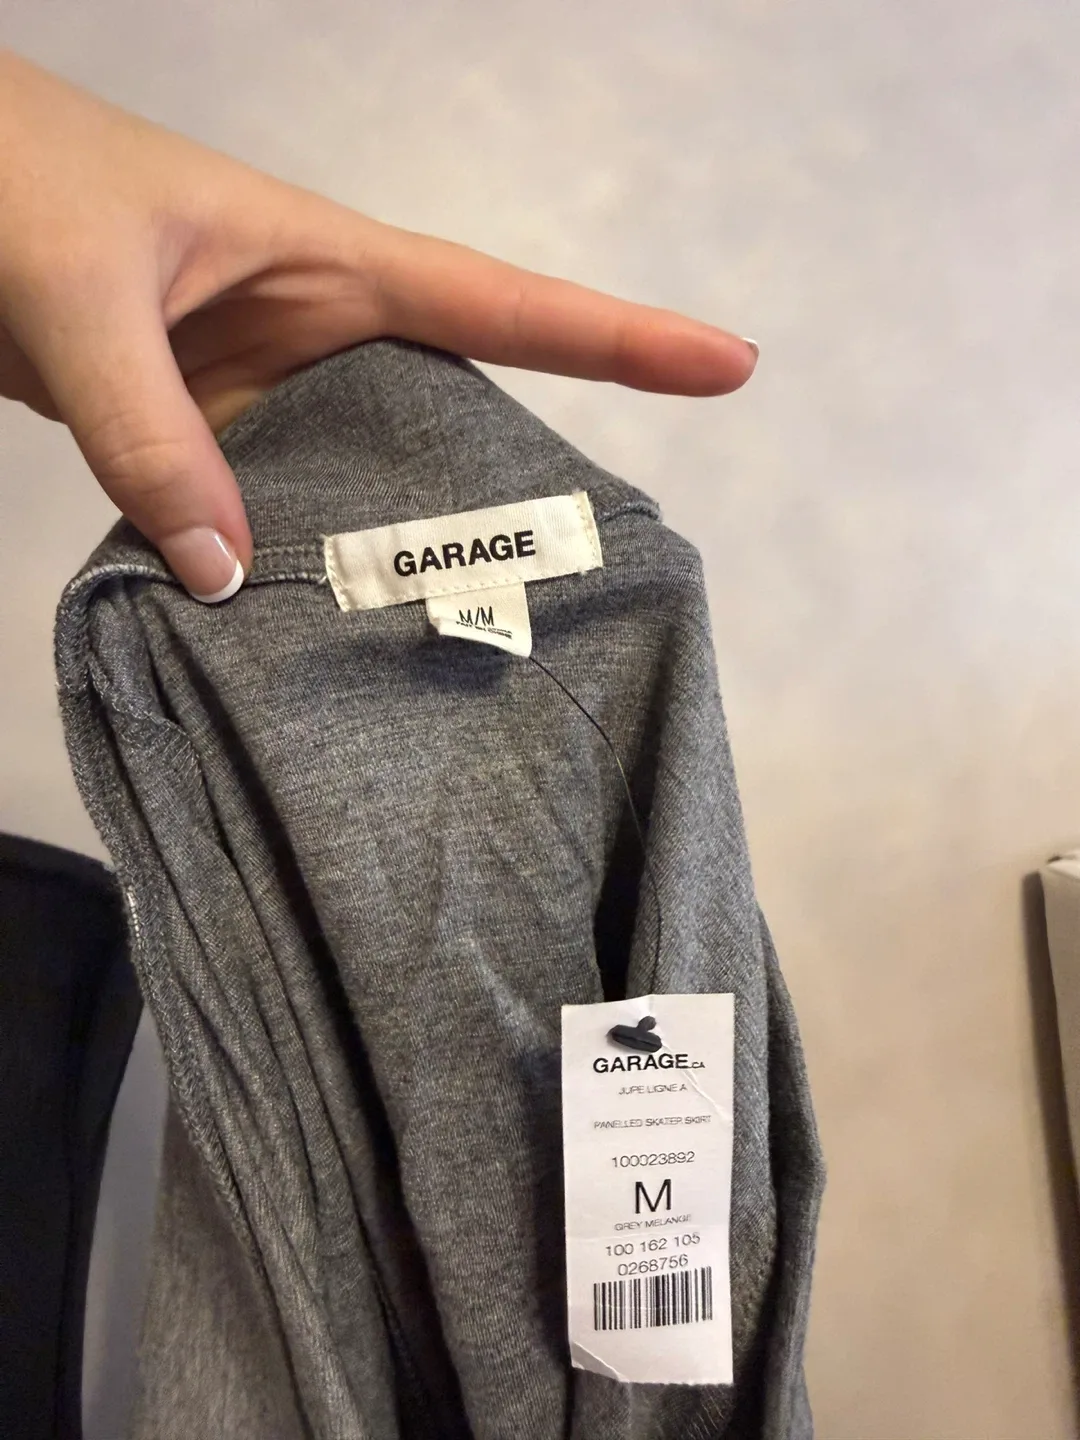 GARAGE
M/M
GARAGE.CA
JUPE LIGNE A
PANELLED SKATER SKIRT
100023892
M
GREY MELANGE
100 162 105
0268756